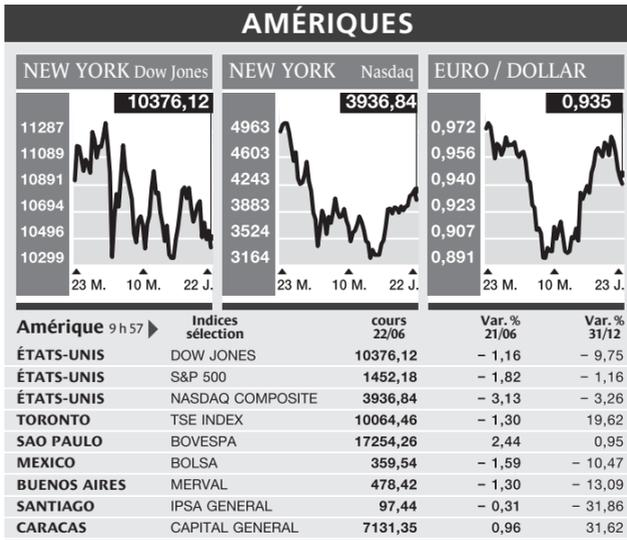 AMÉRIQUES
NEW YORK Dow Jones
10376,12
11287
11089
10891
10694
10496
10299
23 M. 10 M. 22 J.
NEW YORK Nasdaq
3936,84
4963
4603
4243
3883
3524
3164
23 M. 10 M. 22 J.
EURO / DOLLAR
0,935
0,972
0,956
0,940
0,923
0,907
0,891
23 M. 10 M. 23 J.
Amérique 9 h 57 Indices sélection cours 22/06 Var. % 21/06 Var. % 31/12
ÉTATS-UNIS DOW JONES 10376,12 – 1,16 – 9,75
ÉTATS-UNIS S&P 500 1452,18 – 1,82 – 1,16
ÉTATS-UNIS NASDAQ COMPOSITE 3936,84 – 3,13 – 3,26
TORONTO TSE INDEX 10064,46 – 1,30 19,62
SAO PAULO BOVESPA 17254,26 2,44 0,95
MEXICO BOLSA 359,54 – 1,59 – 10,47
BUENOS AIRES MERVAL 478,42 – 1,30 – 13,09
SANTIAGO IPSA GENERAL 97,44 – 0,31 – 31,86
CARACAS CAPITAL GENERAL 7131,35 0,96 31,62